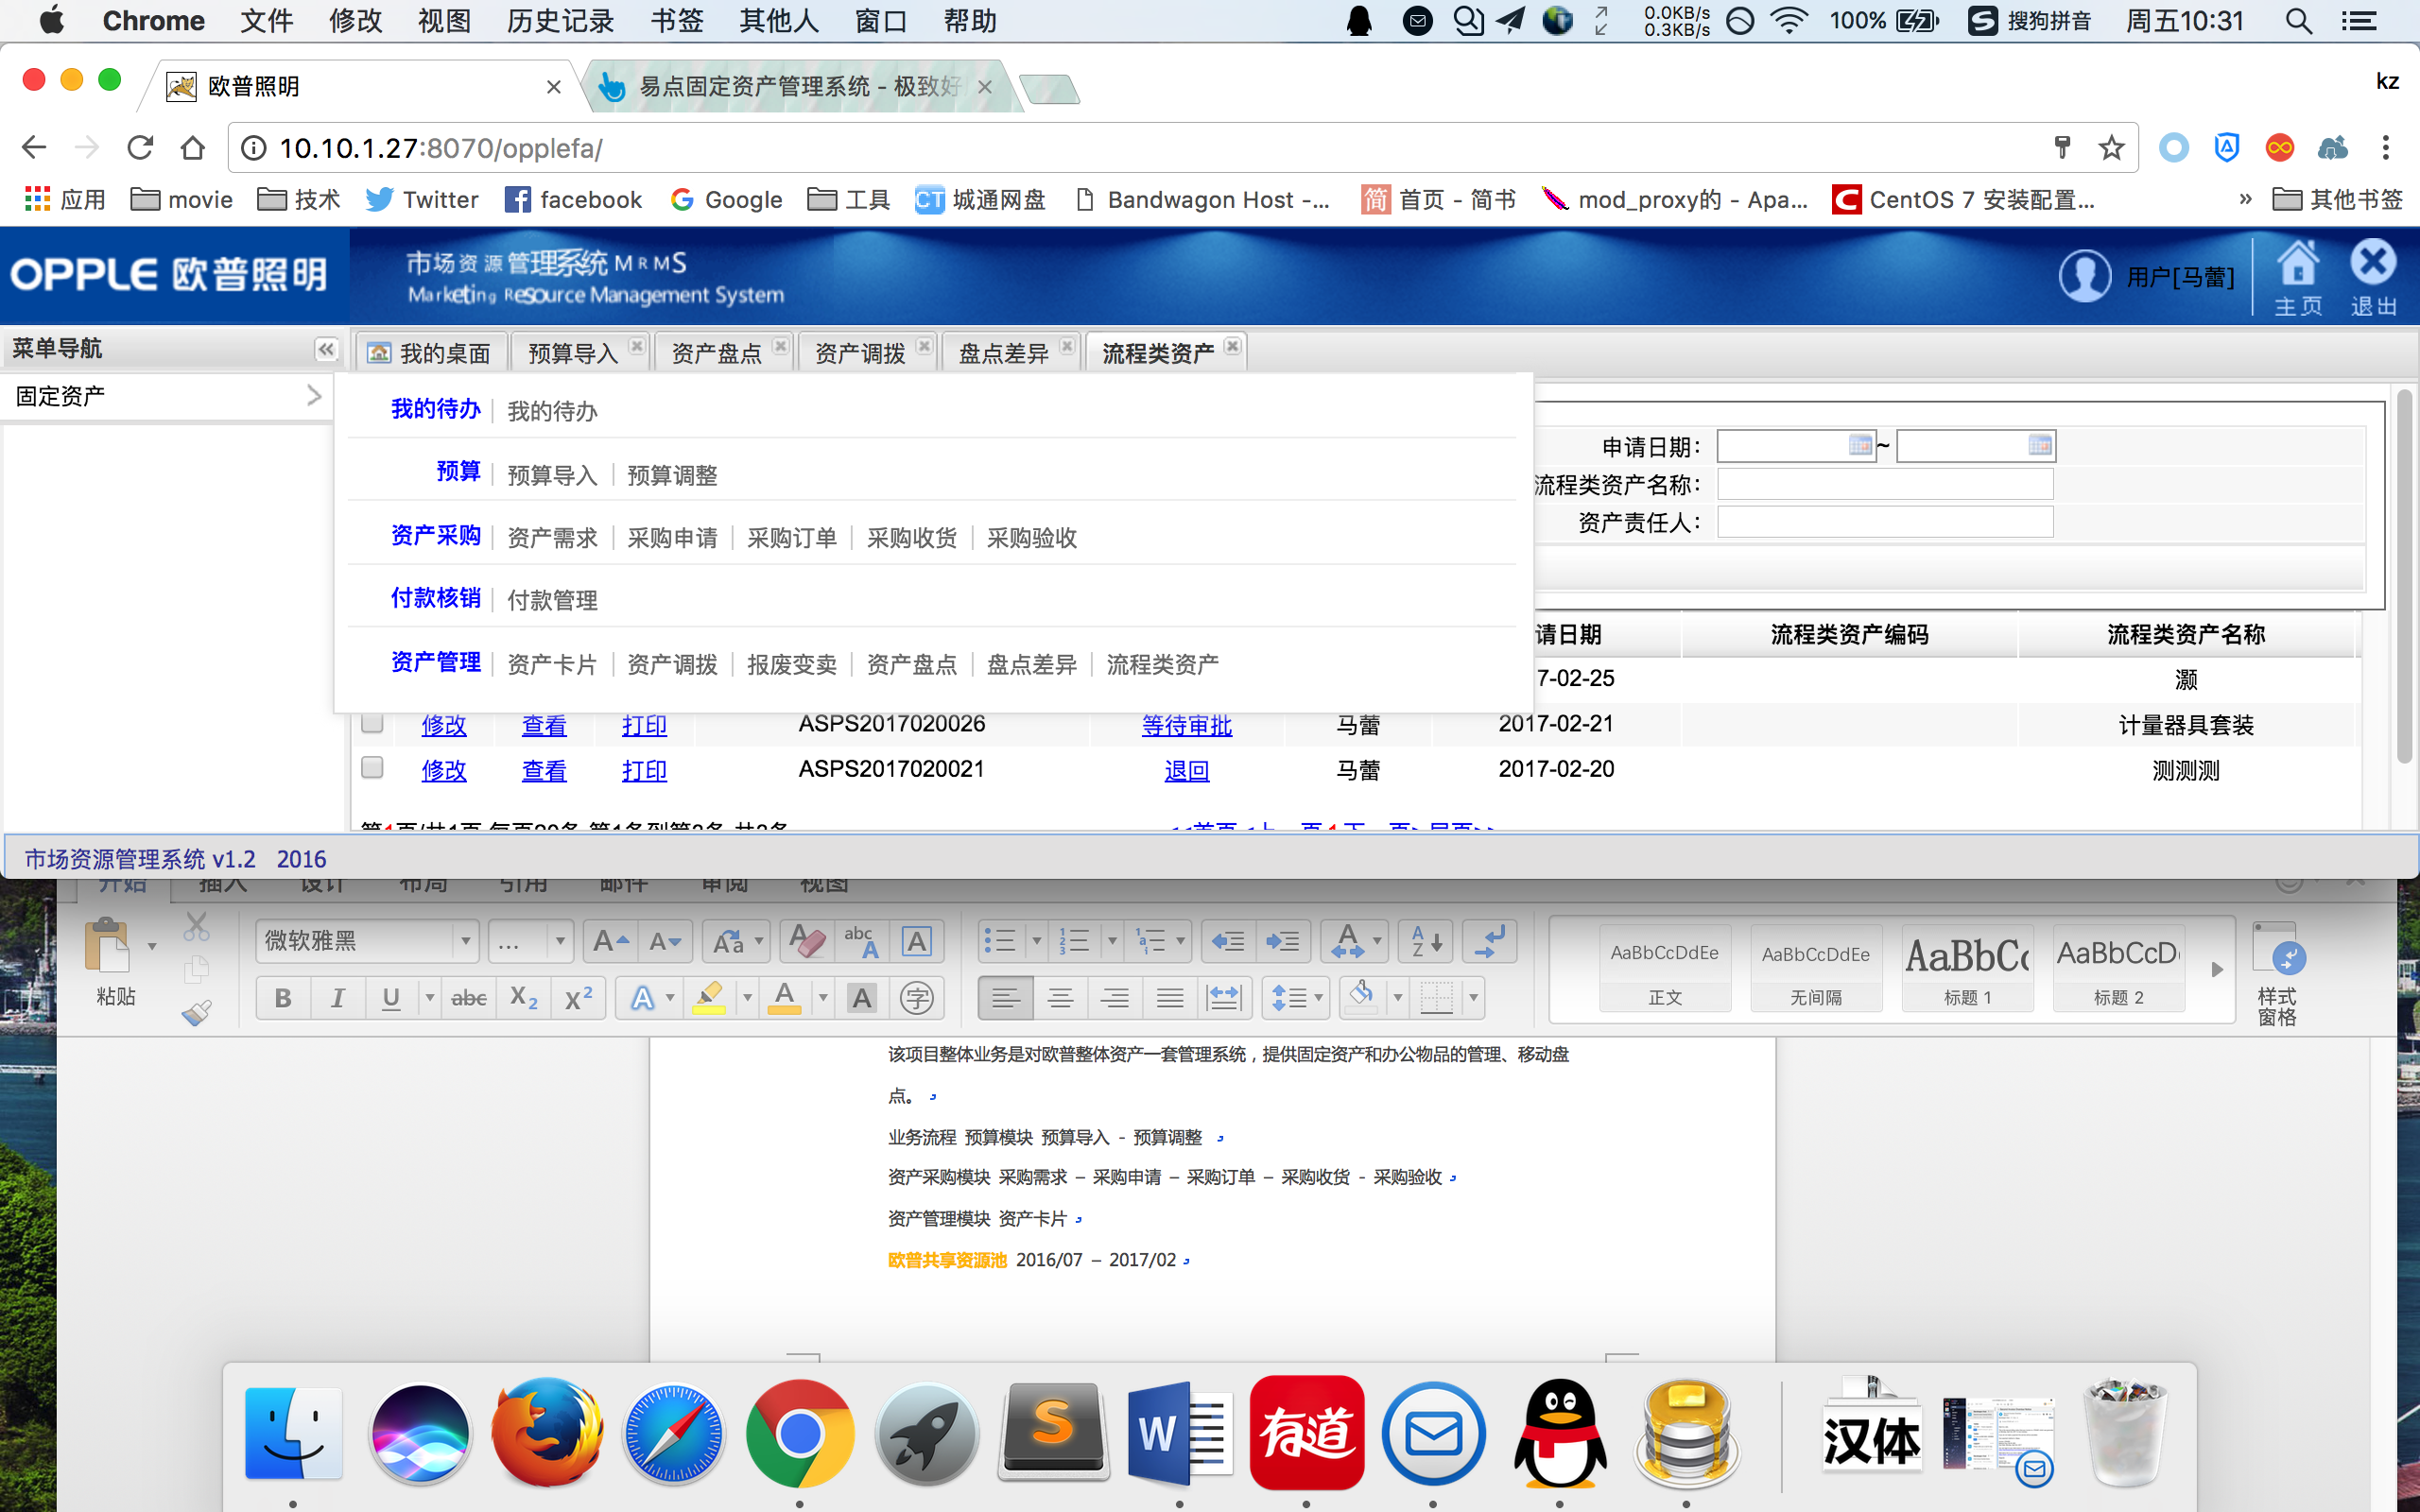 Chrome 文件 修改 视图 历史记录 书签 其他人 窗口 帮助 0.0KB/s 0.3KB/s 100% 搜狗拼音 周五10:31
欧普照明 易点固定资产管理系统 - 极致好 kz
10.10.1.27:8070/opplefa/
应用 movie 技术 Twitter facebook Google 工具 CT 城通网盘 Bandwagon Host -... 简 首页 - 简书 mod_proxy的 - Apa... CentOS 7 安装配置... » 其他书签
OPPLE 欧普照明 市场资源管理系统 MRMS
Marketing Resource Management System
用户[马蕾] 主页 退出
菜单导航 我的桌面 预算导入 资产盘点 资产调拨 盘点差异 流程类资产
固定资产
我的待办 我的待办
预算 预算导入 预算调整
资产采购 资产需求 采购申请 采购订单 采购收货 采购验收
付款核销 付款管理
资产管理 资产卡片 资产调拨 报废变卖 资产盘点 盘点差异 流程类资产
申请日期: ~
流程类资产名称:
资产责任人:
请日期 流程类资产编码 流程类资产名称
7-02-25 灏
修改 查看 打印 ASPS2017020026 等待审批 马蕾 2017-02-21 计量器具套装
修改 查看 打印 ASPS2017020021 退回 马蕾 2017-02-20 测测测
市场资源管理系统 v1.2 2016
开始 插入 设计 布局 引用 邮件 审阅 视图
粘贴 微软雅黑 ... A A Aa abc A A A Z
B I U abc X2 X2 A A A 字
AaBbCcDdEe AaBbCcDdEe AaBbCc AaBbCcD
正文 无间隔 标题 1 标题 2 样式
窗格
该项目整体业务是对欧普整体资产一套管理系统，提供固定资产和办公物品的管理、移动盘
点。
业务流程 预算模块 预算导入 - 预算调整
资产采购模块 采购需求 – 采购申请 – 采购订单 – 采购收货 - 采购验收
资产管理模块 资产卡片
欧普共享资源池 2016/07 – 2017/02
S W 有道 汉体